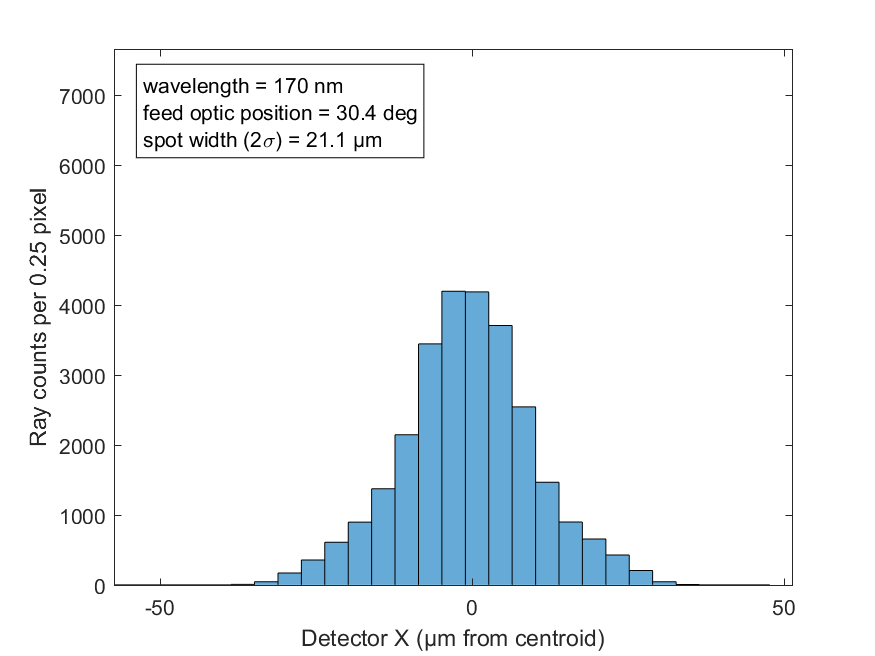 wavelength = 170 nm
feed optic position = 30.4 deg
spot width (2σ) = 21.1 µm
7000
6000
5000
4000
3000
2000
1000
0
Ray counts per 0.25 pixel
-50
0
50
Detector X (µm from centroid)